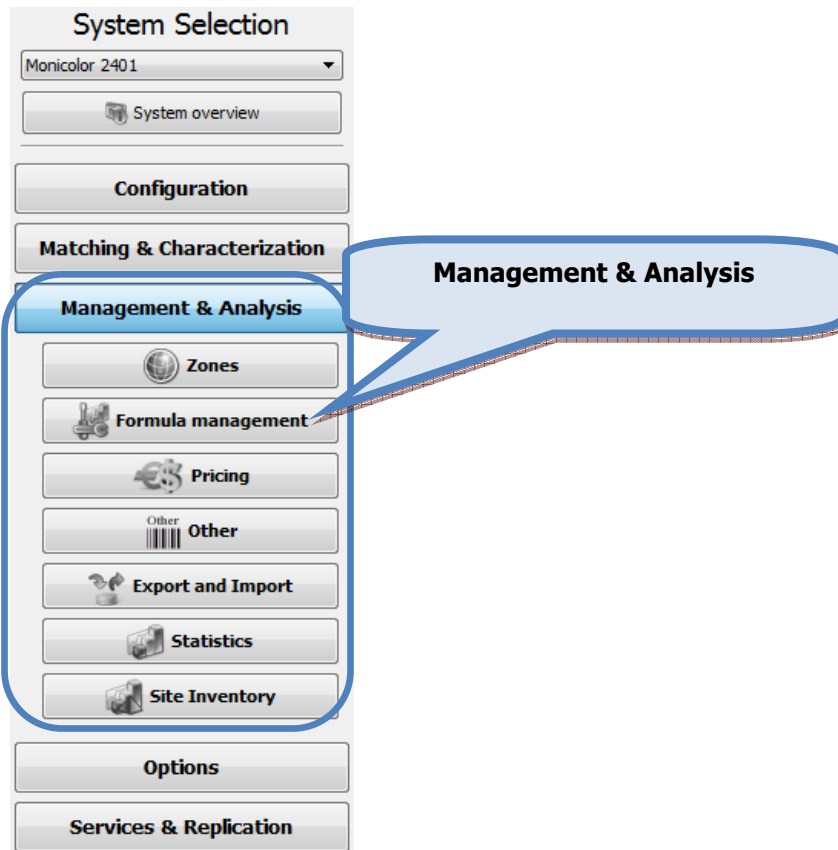 System Selection
Monicolor 2401
System overview
Configuration
Matching & Characterization
Management & Analysis
Management & Analysis
Zones
Formula management
Pricing
Other
Other
Export and Import
Statistics
Site Inventory
Options
Services & Replication